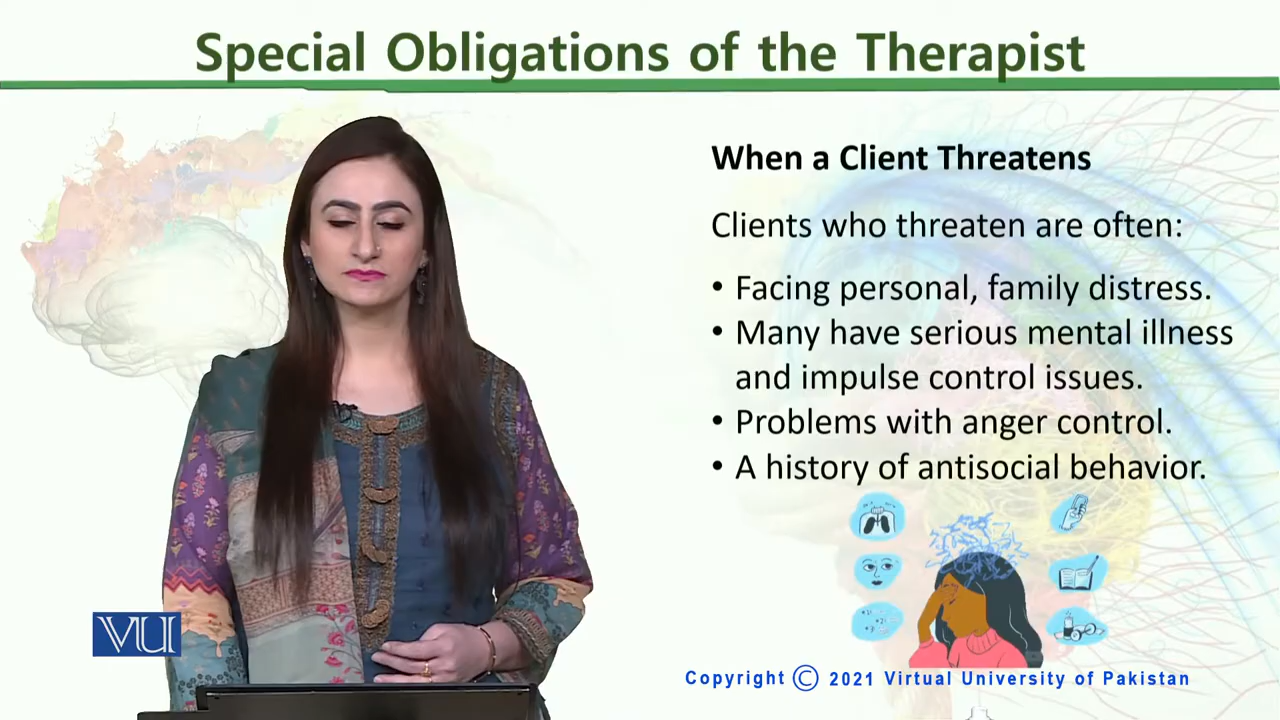 Special Obligations of the Therapist
When a Client Threatens
Clients who threaten are often:
• Facing personal, family distress.
• Many have serious mental illness
and impulse control issues.
• Problems with anger control.
• A history of antisocial behavior.
VU
Copyright © 2021 Virtual University of Pakistan